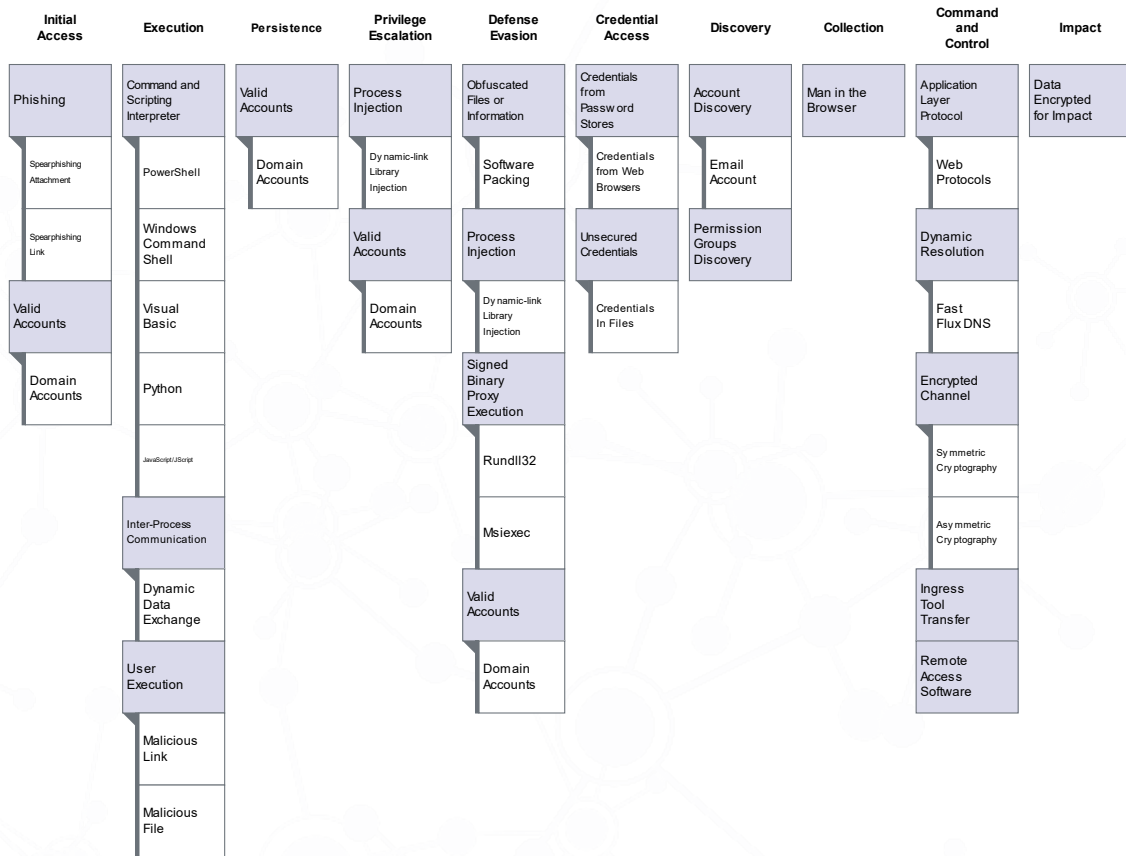 Initial
Access
Execution
Persistence
Privilege
Escalation
Defense
Evasion
Credential
Access
Discovery
Collection
Command
and
Control
Impact
Phishing
Spearphishing
Attachment
Spearphishing
Link
Valid
Accounts
Domain
Accounts
Command and
Scripting
Interpreter
PowerShell
Windows
Command
Shell
Visual
Basic
Python
JavaScript/JScript
Inter-Process
Communication
Dynamic
Data
Exchange
User
Execution
Malicious
Link
Malicious
File
Valid
Accounts
Domain
Accounts
Process
Injection
Dynamic-link
Library
Injection
Valid
Accounts
Domain
Accounts
Obfuscated
Files or
Information
Software
Packing
Process
Injection
Dynamic-link
Library
Injection
Signed
Binary
Proxy
Execution
Rundll32
Msiexec
Valid
Accounts
Domain
Accounts
Credentials
from
Password
Stores
Credentials
from Web
Browsers
Unsecured
Credentials
Credentials
In Files
Account
Discovery
Email
Account
Permission
Groups
Discovery
Man in the
Browser
Application
Layer
Protocol
Web
Protocols
Dynamic
Resolution
Fast
Flux DNS
Encrypted
Channel
Symmetric
Cryptography
Asymmetric
Cryptography
Ingress
Tool
Transfer
Remote
Access
Software
Data
Encrypted
for Impact